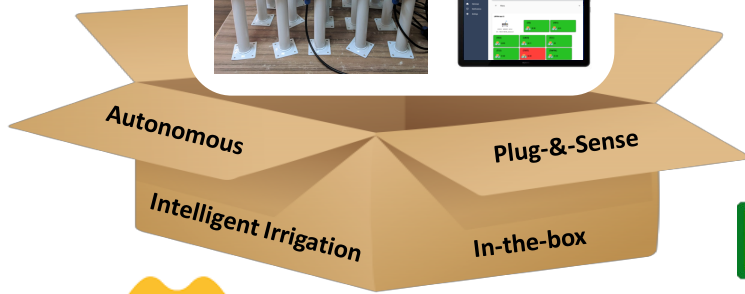 Autonomous
Plug-&-Sense
Intelligent Irrigation
In-the-box